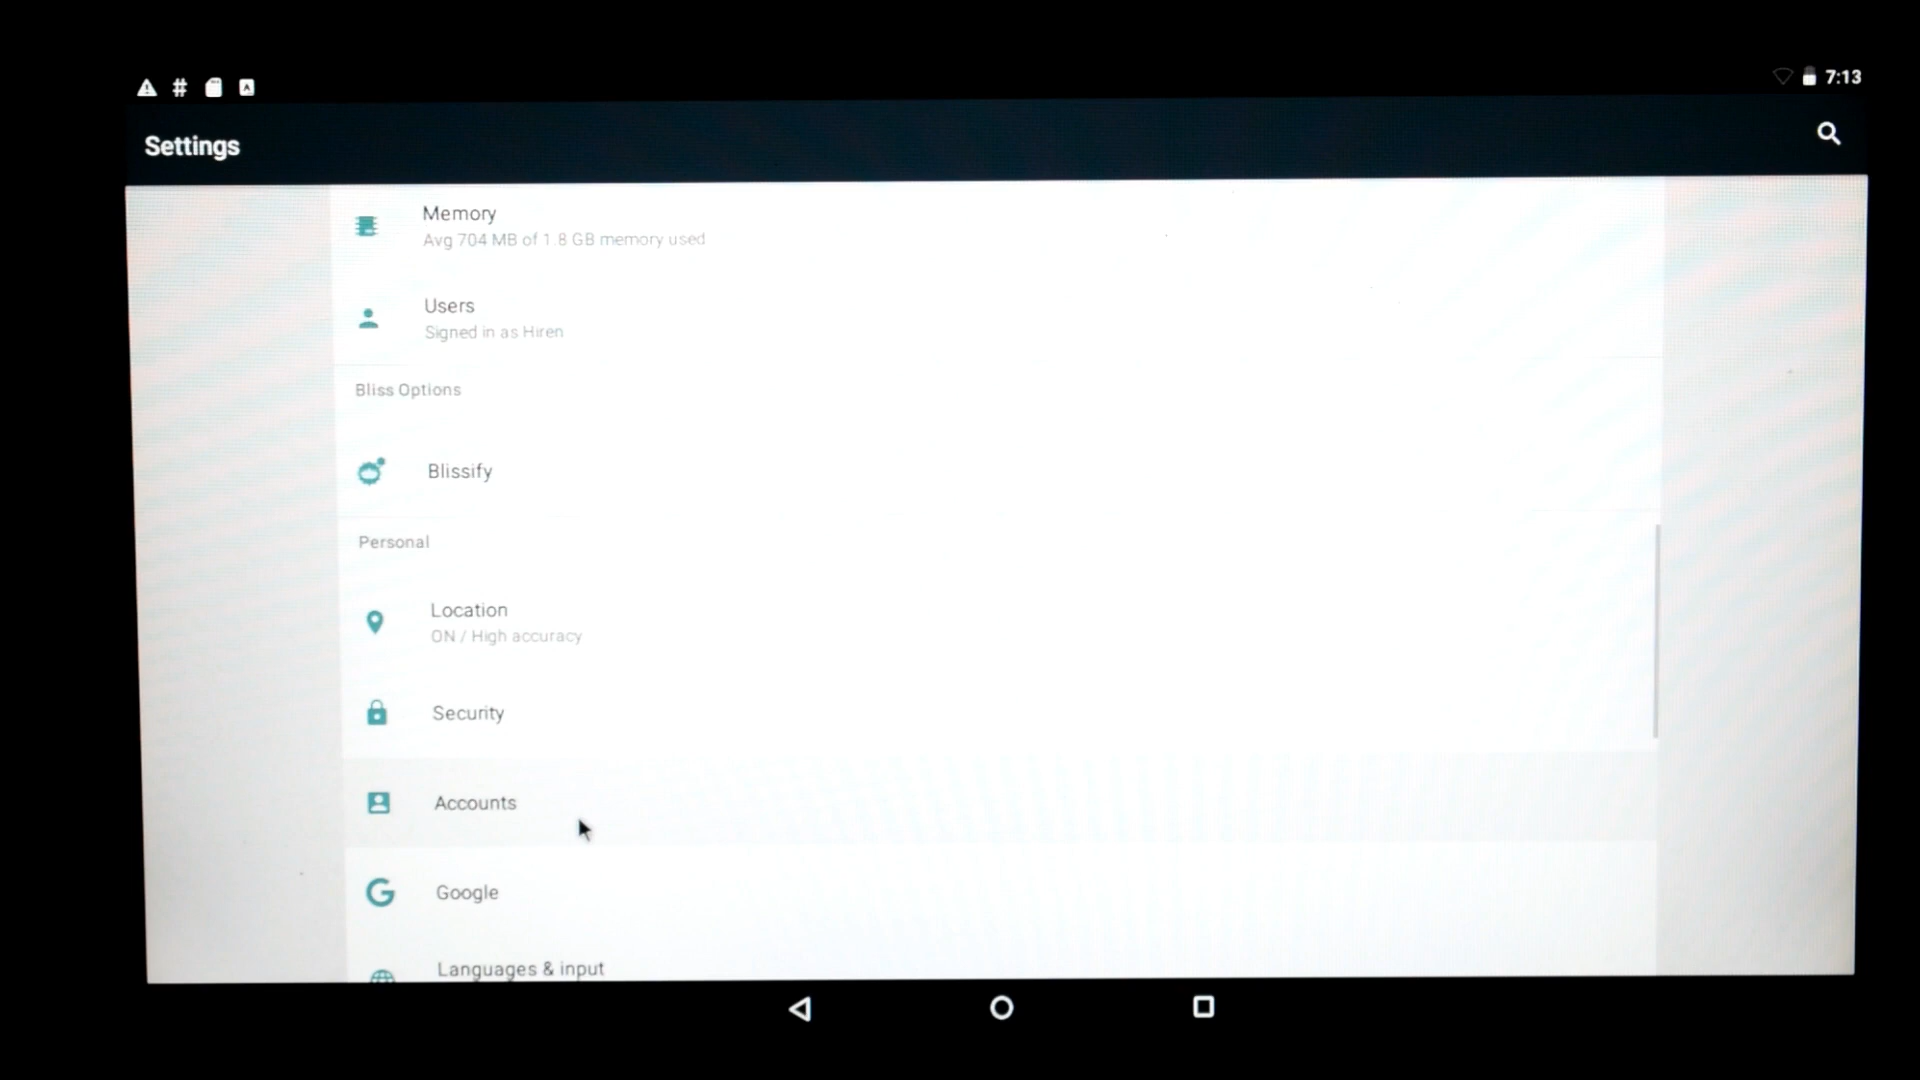 7:13
Settings
Memory
Avg 704 MB of 1.8 GB memory used
Users
Signed in as Hiren
Bliss Options
Blissify
Personal
Location
ON / High accuracy
Security
Accounts
Google
Languages & input